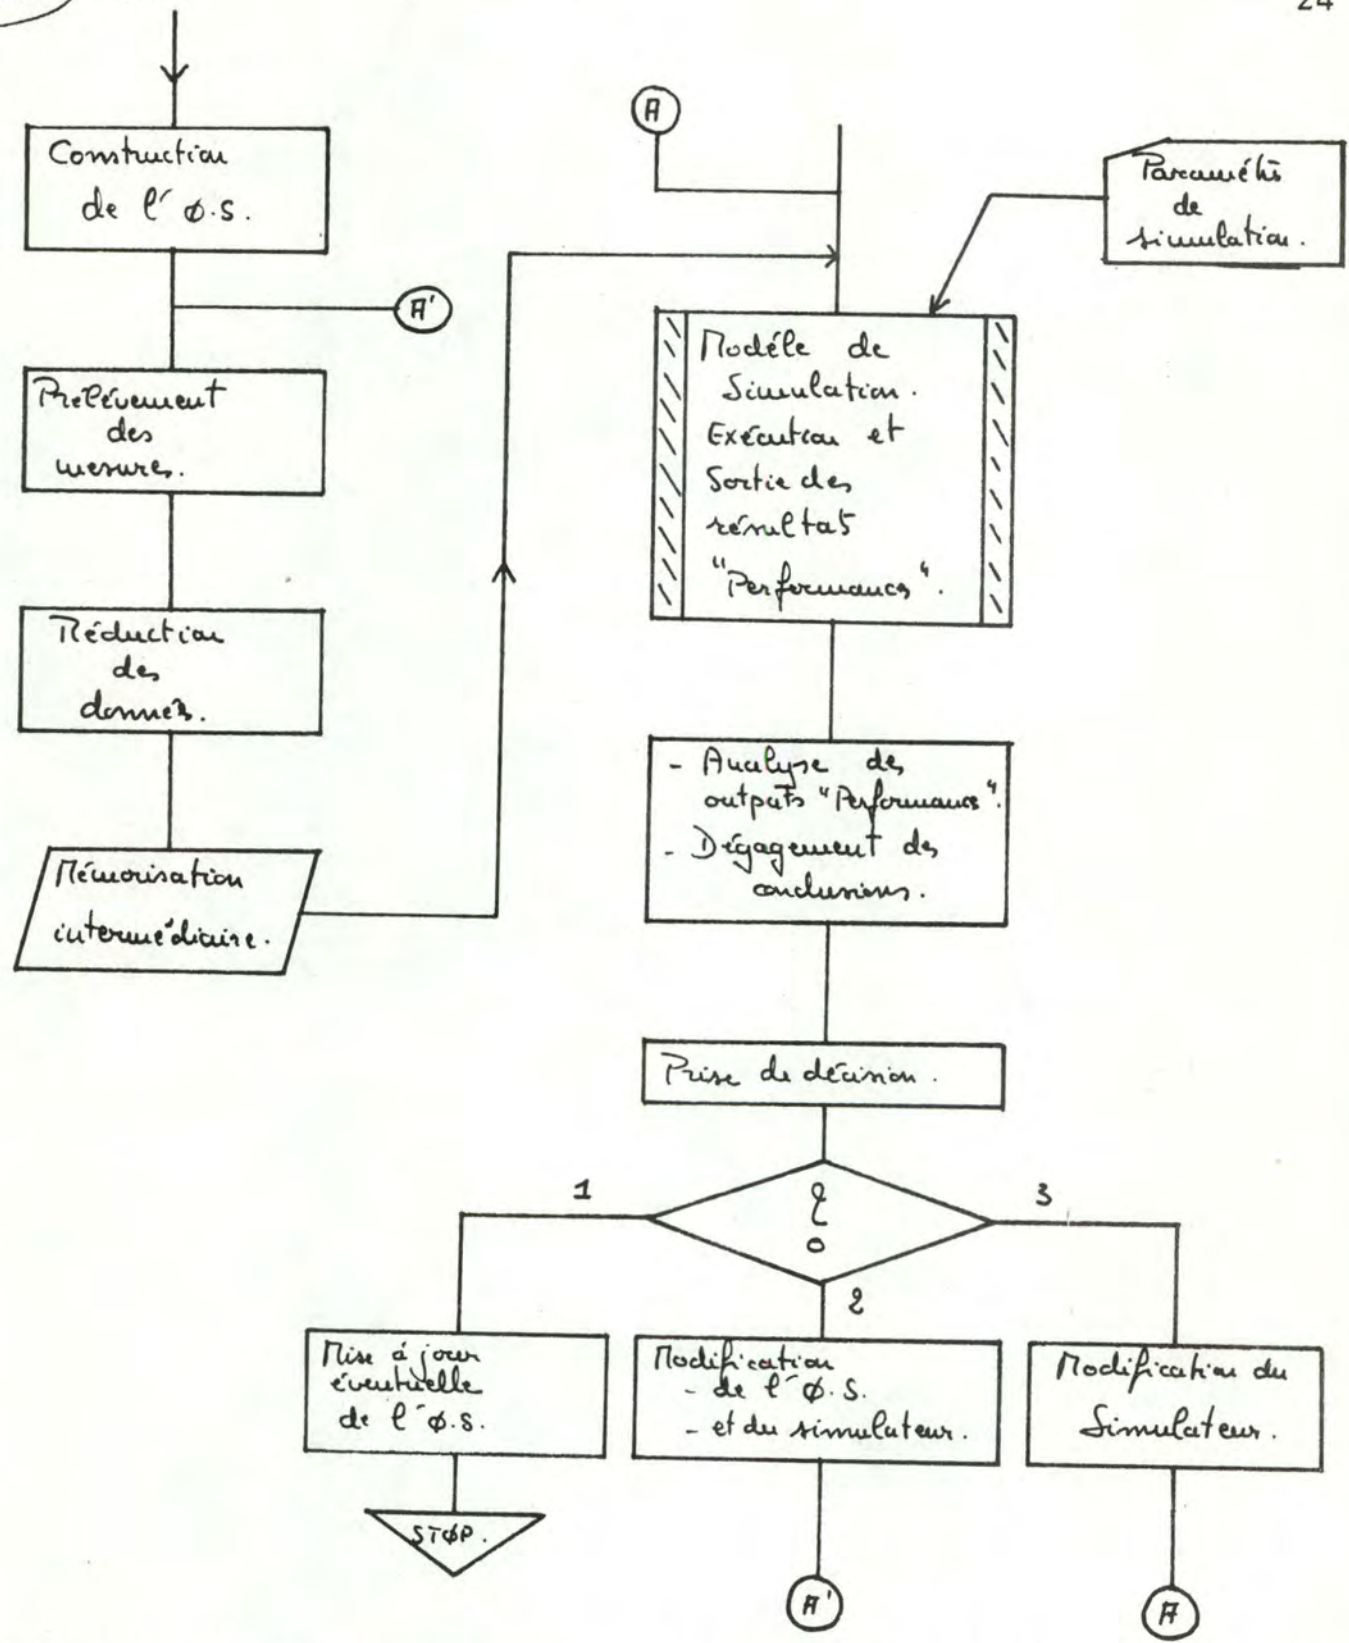 24
Construction
de l' ø.s.
A'
Prélèvement
des
mesures.
Réduction
des
données.
Mémorisation
intermédiaire.
A
Paramètres
de
simulation.
Modèle de
Simulation.
Exécution et
Sortie des
résultats
"Performances".
- Analyse des
outputs "Performances".
- Dégagement des
conclusions.
Prise de décision.
?
1
2
3
Mise à jour
éventuelle
de l'ø.s.
STØP.
Modification
- de l'ø.s.
- et du simulateur.
A'
Modification du
Simulateur.
A